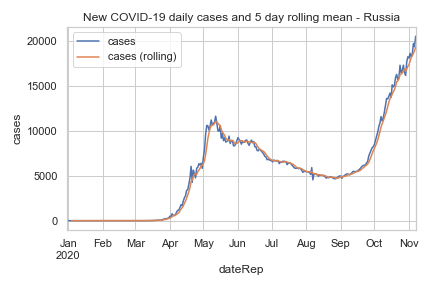 New COVID-19 daily cases and 5 day rolling mean - Russia
cases
cases (rolling)
20000
15000
10000
5000
0
cases
Jan Feb Mar Apr May Jun Jul Aug Sep Oct Nov
2020
dateRep